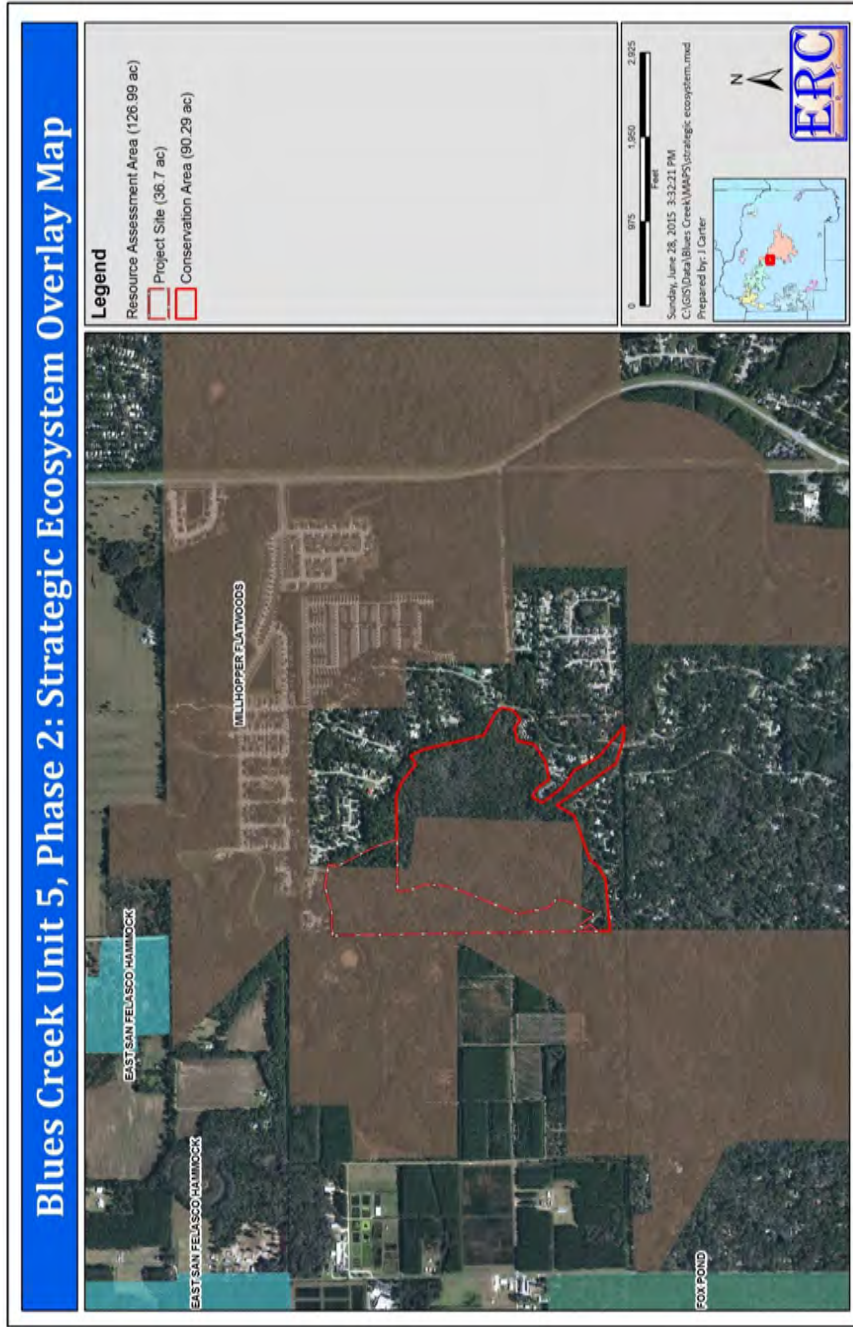 Blues Creek Unit 5, Phase 2: Strategic Ecosystem Overlay Map
EAST SAN FELASCO HAMMOCK
EAST SAN FELASCO HAMMOCK
MILLHOPPER FLATWOODS
FOX POND
Legend
Resource Assessment Area (126.99 ac)
Project Site (36.7 ac)
Conservation Area (90.29 ac)
0 975 1,950 2,925
Feet
Sunday, June 28, 2015 3:32:21 PM
C:\GIS\Data\Blues Creek\MAPS\strategic ecosystem.mxd
Prepared by: J Carter
N
ERC